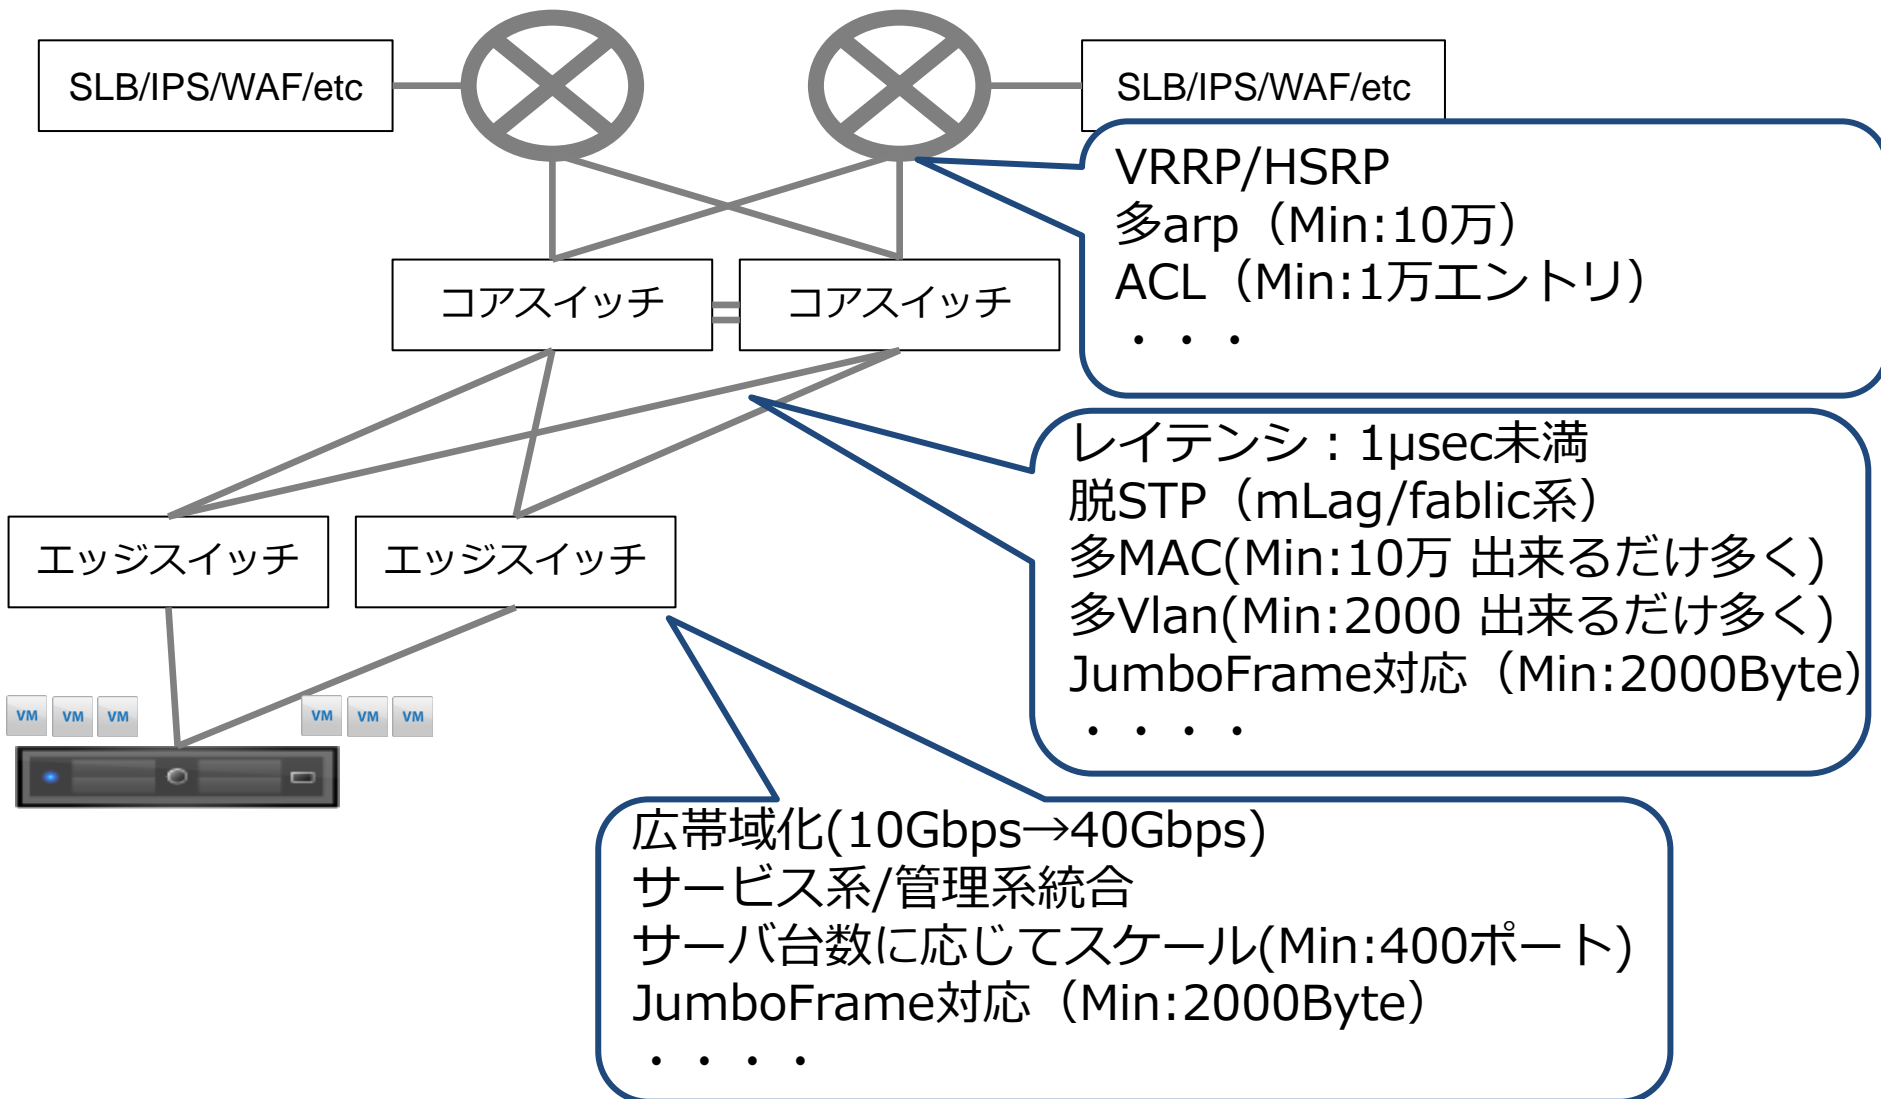 SLB/IPS/WAF/etc
SLB/IPS/WAF/etc
VRRP/HSRP
多arp（Min:10万）
ACL（Min:1万エントリ）
・・・
コアスイッチ
コアスイッチ
レイテンシ：1μsec未満
脱STP（mLag/fablic系）
多MAC(Min:10万 出来るだけ多く)
多Vlan(Min:2000 出来るだけ多く)
JumboFrame対応（Min:2000Byte）
・・・・
エッジスイッチ
エッジスイッチ
VM
VM
VM
VM
VM
VM
広帯域化(10Gbps→40Gbps)
サービス系/管理系統合
サーバ台数に応じてスケール(Min:400ポート)
JumboFrame対応（Min:2000Byte）
・・・・